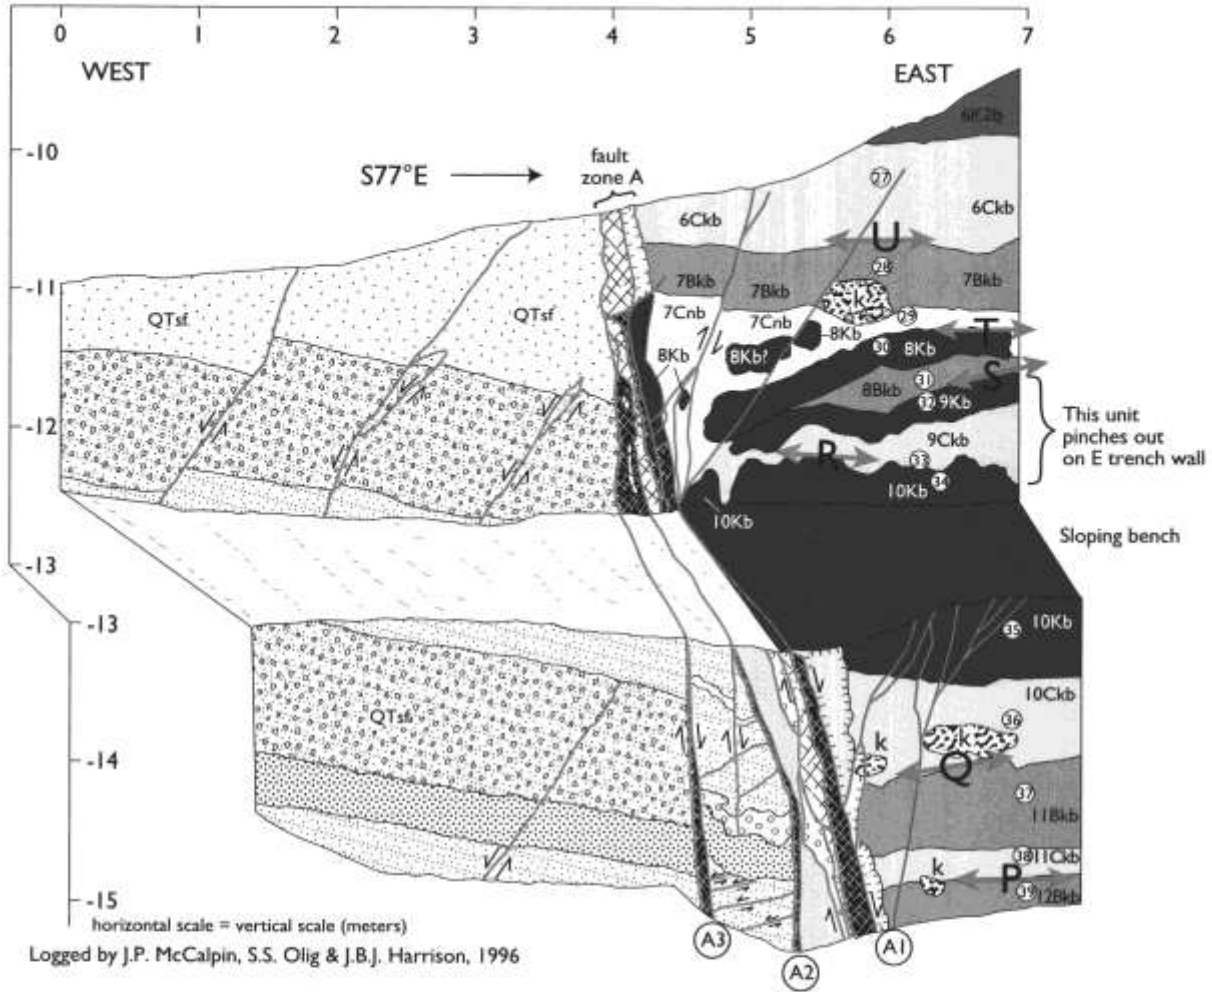 0 1 2 3 4 5 6 7
WEST
EAST
-10
S77°E
fault
zone A
27
6Ckb
6Ckb
U
28
-11
7Bkb
7Bkb
7Bkb
k
QTsf
QTsf
7Cnb
7Cnb
29
T
8Kb
8Kb?
30
8Kb
8Kb
S
31
8Bkb
32
9Kb
-12
This unit
pinches out
on E trench wall
9Ckb
R
33
34
10Kb
10Kb
Sloping bench
-13
-13
10Kb
35
10Ckb
QTsf
36
k
k
-14
Q
37
11Bkb
38
11Ckb
k
P
39
12Bkb
-15
horizontal scale = vertical scale (meters)
A3
A1
A2
Logged by J.P. McCalpin, S.S. Olig & J.B.J. Harrison, 1996